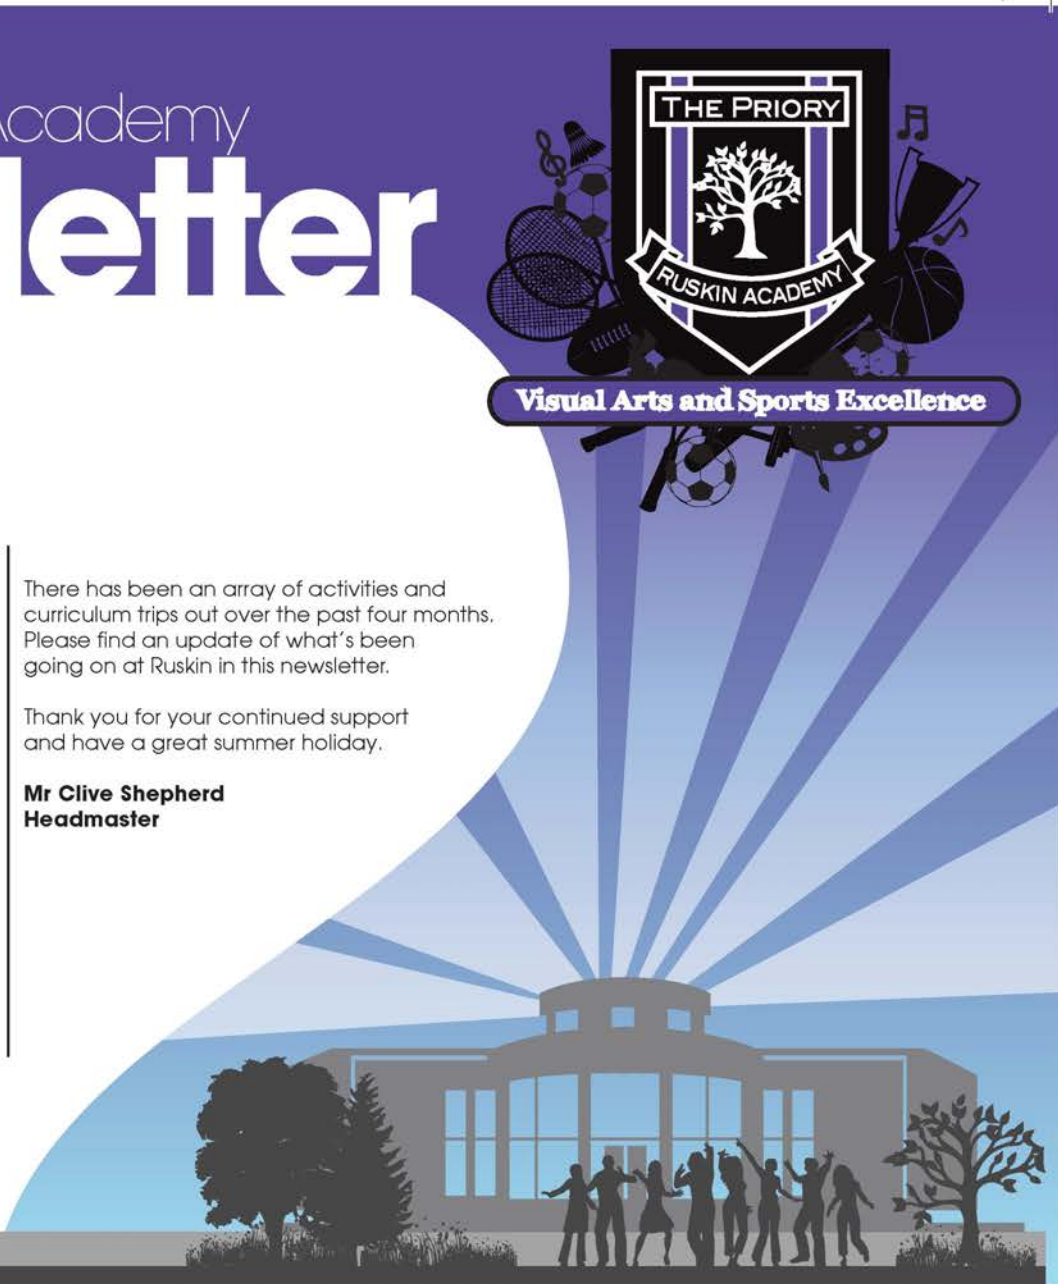 Academy
letter
THE PRIORY
RUSKIN ACADEMY
Visual Arts and Sports Excellence
There has been an array of activities and
curriculum trips out over the past four months.
Please find an update of what's been
going on at Ruskin in this newsletter.
Thank you for your continued support
and have a great summer holiday.
Mr Clive Shepherd
Headmaster